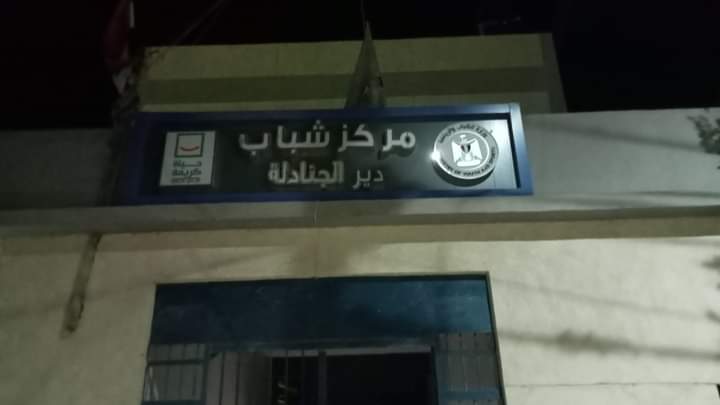 مركز شباب
دير الجنادلة
حياة
كريمة